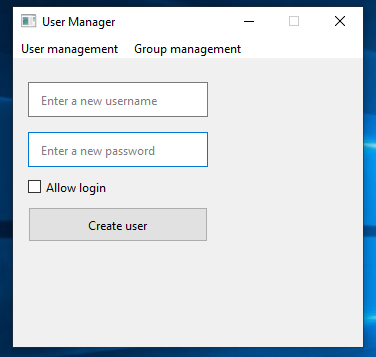 User Manager
User management Group management
Enter a new username
Enter a new password
Allow login
Create user